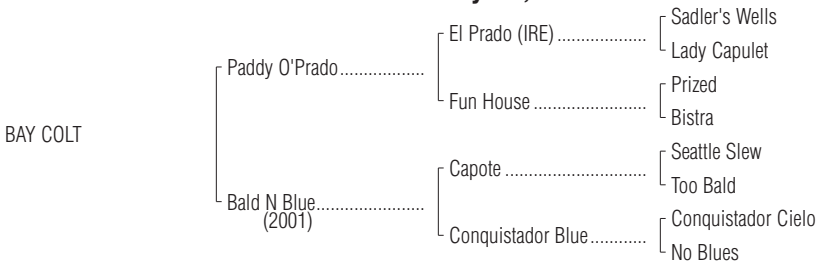 Sadler's Wells
El Prado (IRE) ...................
Lady Capulet
Paddy O'Prado..................
Prized
Fun House ........................
Bistra
BAY COLT
Seattle Slew
Capote ..............................
Too Bald
Bald N Blue.......................
(2001)
Conquistador Cielo
Conquistador Blue............
No Blues